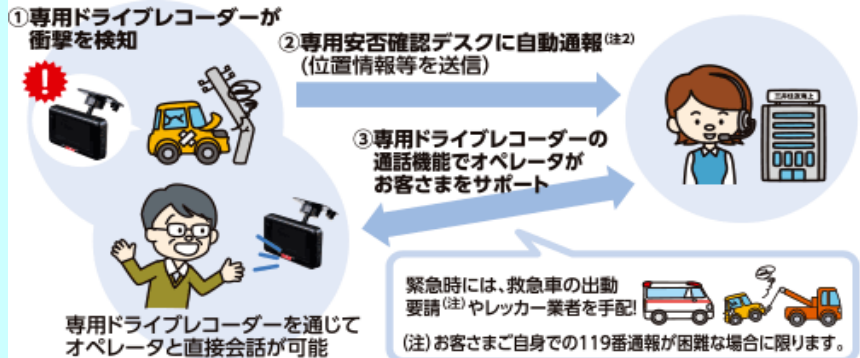 ①専用ドライブレコーダーが
衝撃を検知
②専用安否確認デスクに自動通報(注2)
(位置情報等を送信)
三井住友海上
③専用ドライブレコーダーの
通話機能でオペレータが
お客さまをサポート
緊急時には、救急車の出動
要請(注)やレッカー業者を手配!
(注)お客さまご自身での119番通報が困難な場合に限ります。
専用ドライブレコーダーを通じて
オペレータと直接会話が可能